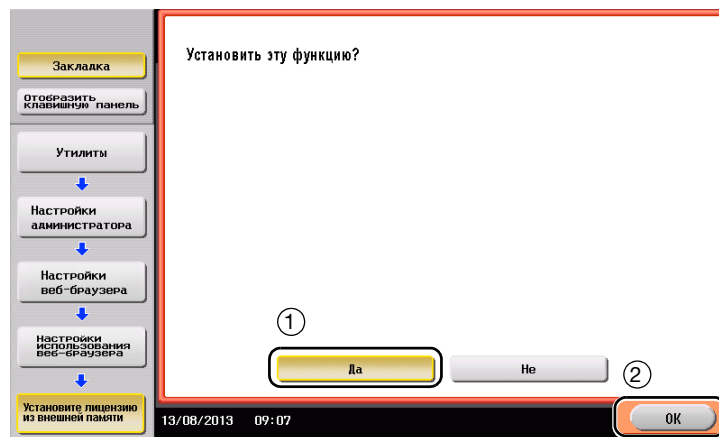 Закладка
Отобразить
клавишную панель
Утилиты
Настройки
администратора
Настройки
веб-браузера
Настройки
использования
веб-браузера
Установите лицензию
из внешней памяти
Установить эту функцию?
1
Да
Не
2
13/08/2013 09:07
OK